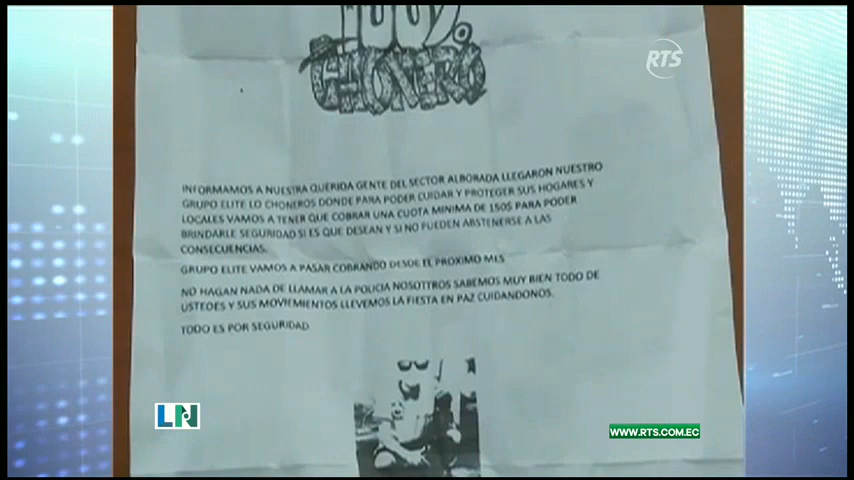 100%
CHONERO
RTS
INFORMAMOS A NUESTRA QUERIDA GENTE DEL SECTOR ALBORADA LLEGARON NUESTRO
GRUPO ELITE LO CHONEROS DONDE PARA PODER CUIDAR Y PROTEGER SUS HOGARES Y
LOCALES VAMOS A TENER QUE COBRAR UNA CUOTA MINIMA DE 150$ PARA PODER
BRINDARLE SEGURIDAD SI ES QUE DESEAN Y SI NO PUEDEN ABSTENERSE A LAS
CONSECUENCIAS.
GRUPO ELITE VAMOS A PASAR COBRANDO DESDE EL PROXIMO MES
NO HAGAN NADA DE LLAMAR A LA POLICIA NOSOTTROS SABEMOS MUY BIEN TODO DE
USTEDES Y SUS MOVIEMIENTOS LLEVEMOS LA FIESTA EN PAZ CUIDANDONOS.
TODO ES POR SEGURIDAD
LN
WWW.RTS.COM.EC